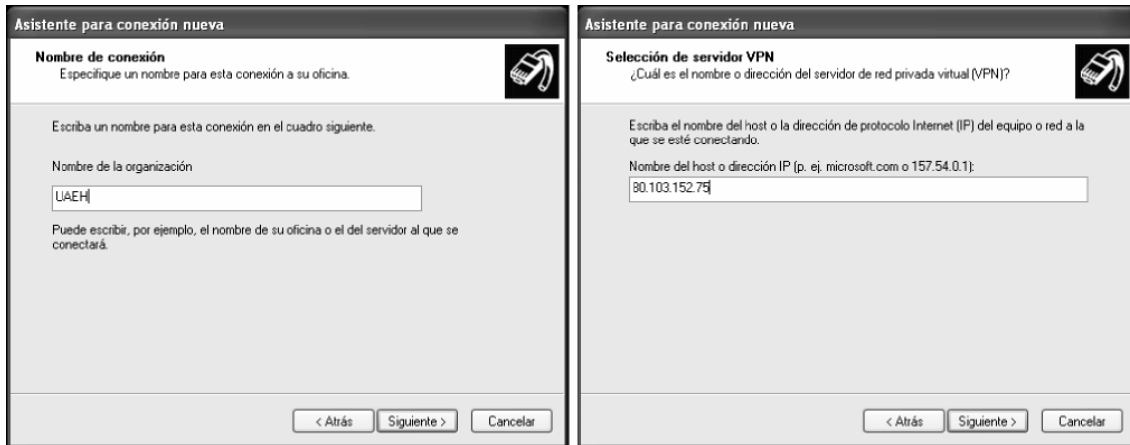 Asistente para conexión nueva
Nombre de conexión
Especifique un nombre para esta conexión a su oficina.
Escriba un nombre para esta conexión en el cuadro siguiente.
Nombre de la organización
UAEH
Puede escribir, por ejemplo, el nombre de su oficina o el del servidor al que se
conectará.
< Atrás
Siguiente >
Cancelar
Asistente para conexión nueva
Selección de servidor VPN
¿Cuál es el nombre o dirección del servidor de red privada virtual (VPN)?
Escriba el nombre del host o la dirección de protocolo Internet (IP) del equipo o red a la
que se esté conectando.
Nombre del host o dirección IP (p. ej. microsoft.com o 157.54.0.1):
80.103.152.75
< Atrás
Siguiente >
Cancelar